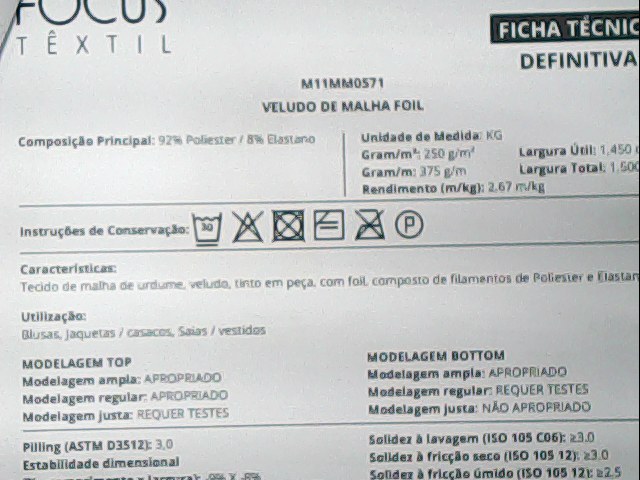 FOCUS
TÊXTIL
FICHA TÉCNIC
DEFINITIVA
M11MM0571
VELUDO DE MALHA FOIL
Composição Principal: 92% Poliester / 8% Elastano
Unidade de Medida: KG
Gram/m²: 250 g/m²
Largura Útil: 1,450
Gram/m: 375 g/m
Largura Total: 1,500
Rendimento (m/kg): 2,67 m/kg
Instruções de Conservação: 30 P
Características:
Tecido de malha de urdume, veludo, tinto em peça, com foil, composto de filamentos de Poliester e Elastan
Utilização:
Blusas, Jaquetas / casacos, Saias / vestidos
MODELAGEM TOP
Modelagem ampla: APROPRIADO
Modelagem regular: APROPRIADO
Modelagem justa: REQUER TESTES
MODELAGEM BOTTOM
Modelagem ampla: APROPRIADO
Modelagem regular: REQUER TESTES
Modelagem justa: NÃO APROPRIADO
Pilling (ASTM D3512): 3,0
Estabilidade dimensional
Solidez à lavagem (ISO 105 C06): ≥3.0
Solidez à fricção seco (ISO 105 12): ≥3.0
Solidez à fricção úmido (ISO 105 12): ≥2.5